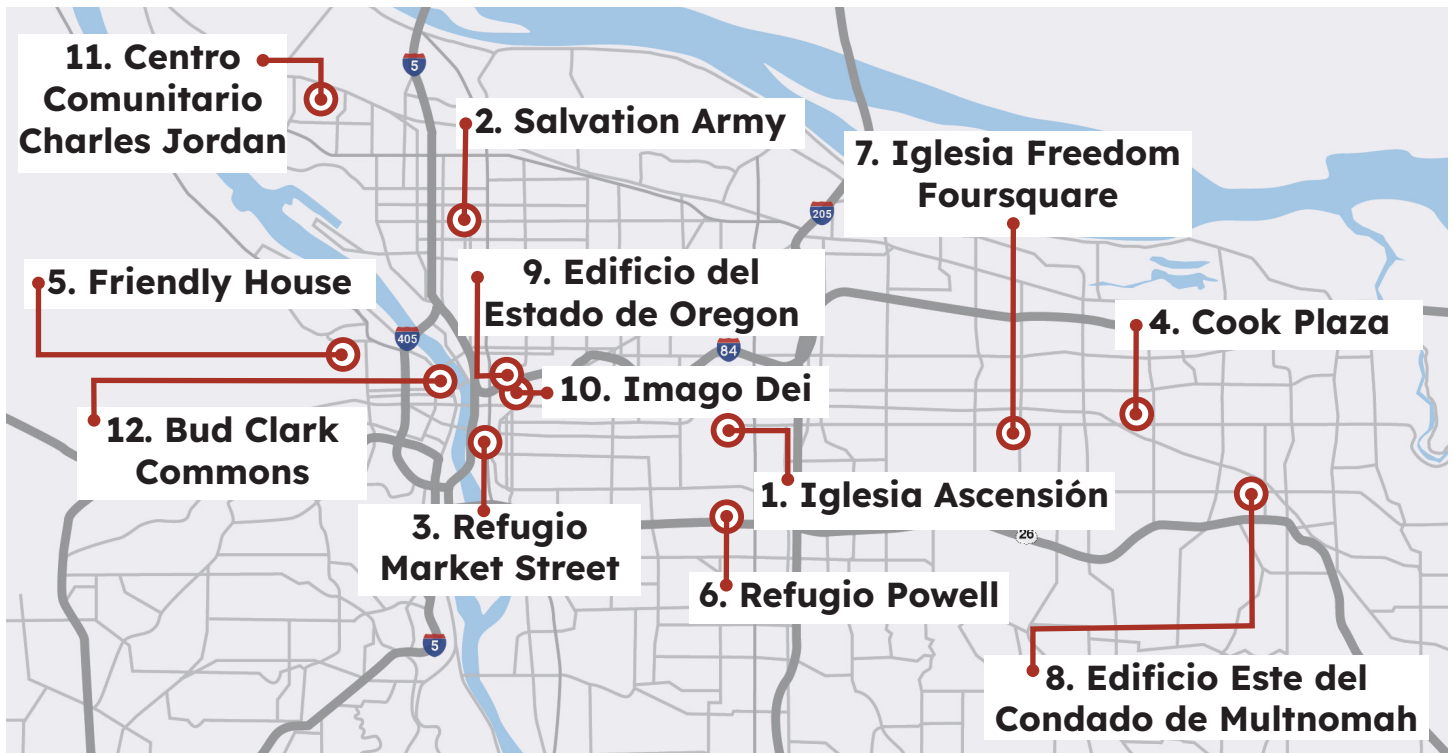 11. Centro
Comunitario
Charles Jordan
5
2. Salvation Army
7. Iglesia Freedom
Foursquare
205
5. Friendly House
9. Edificio del
Estado de Oregon
4. Cook Plaza
405
84
10. Imago Dei
12. Bud Clark
Commons
1. Iglesia Ascensión
3. Refugio
Market Street
26
6. Refugio Powell
5
8. Edificio Este del
Condado de Multnomah